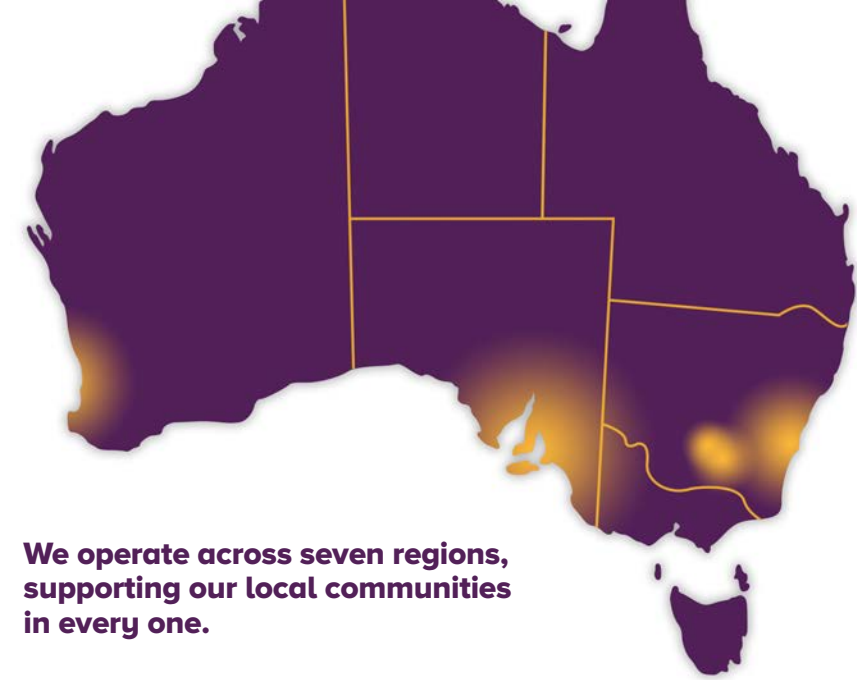 We operate across seven regions,
supporting our local communities
in every one.